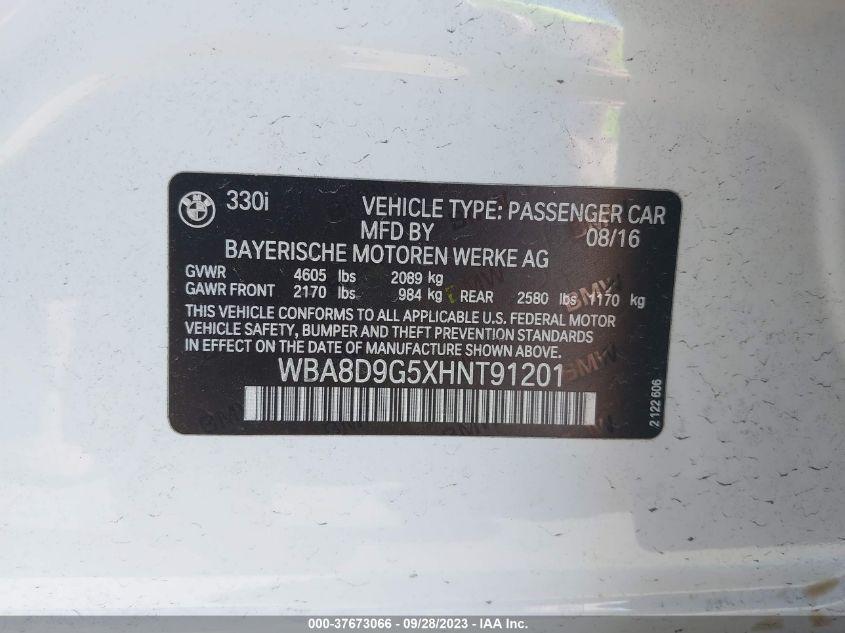 330i VEHICLE TYPE: PASSENGER CAR
MFD BY 08/16
BAYERISCHE MOTOREN WERKE AG
GVWR 4605 lbs 2089 kg
GAWR FRONT 2170 lbs 984 kg REAR 2580 lbs 1170 kg
THIS VEHICLE CONFORMS TO ALL APPLICABLE U.S. FEDERAL MOTOR
VEHICLE SAFETY, BUMPER AND THEFT PREVENTION STANDARDS
IN EFFECT ON THE DATE OF MANUFACTURE SHOWN ABOVE
WBA8D9G5XHNT91201
2 122 606
000-37673066 - 09/28/2023 - IAAI.COM